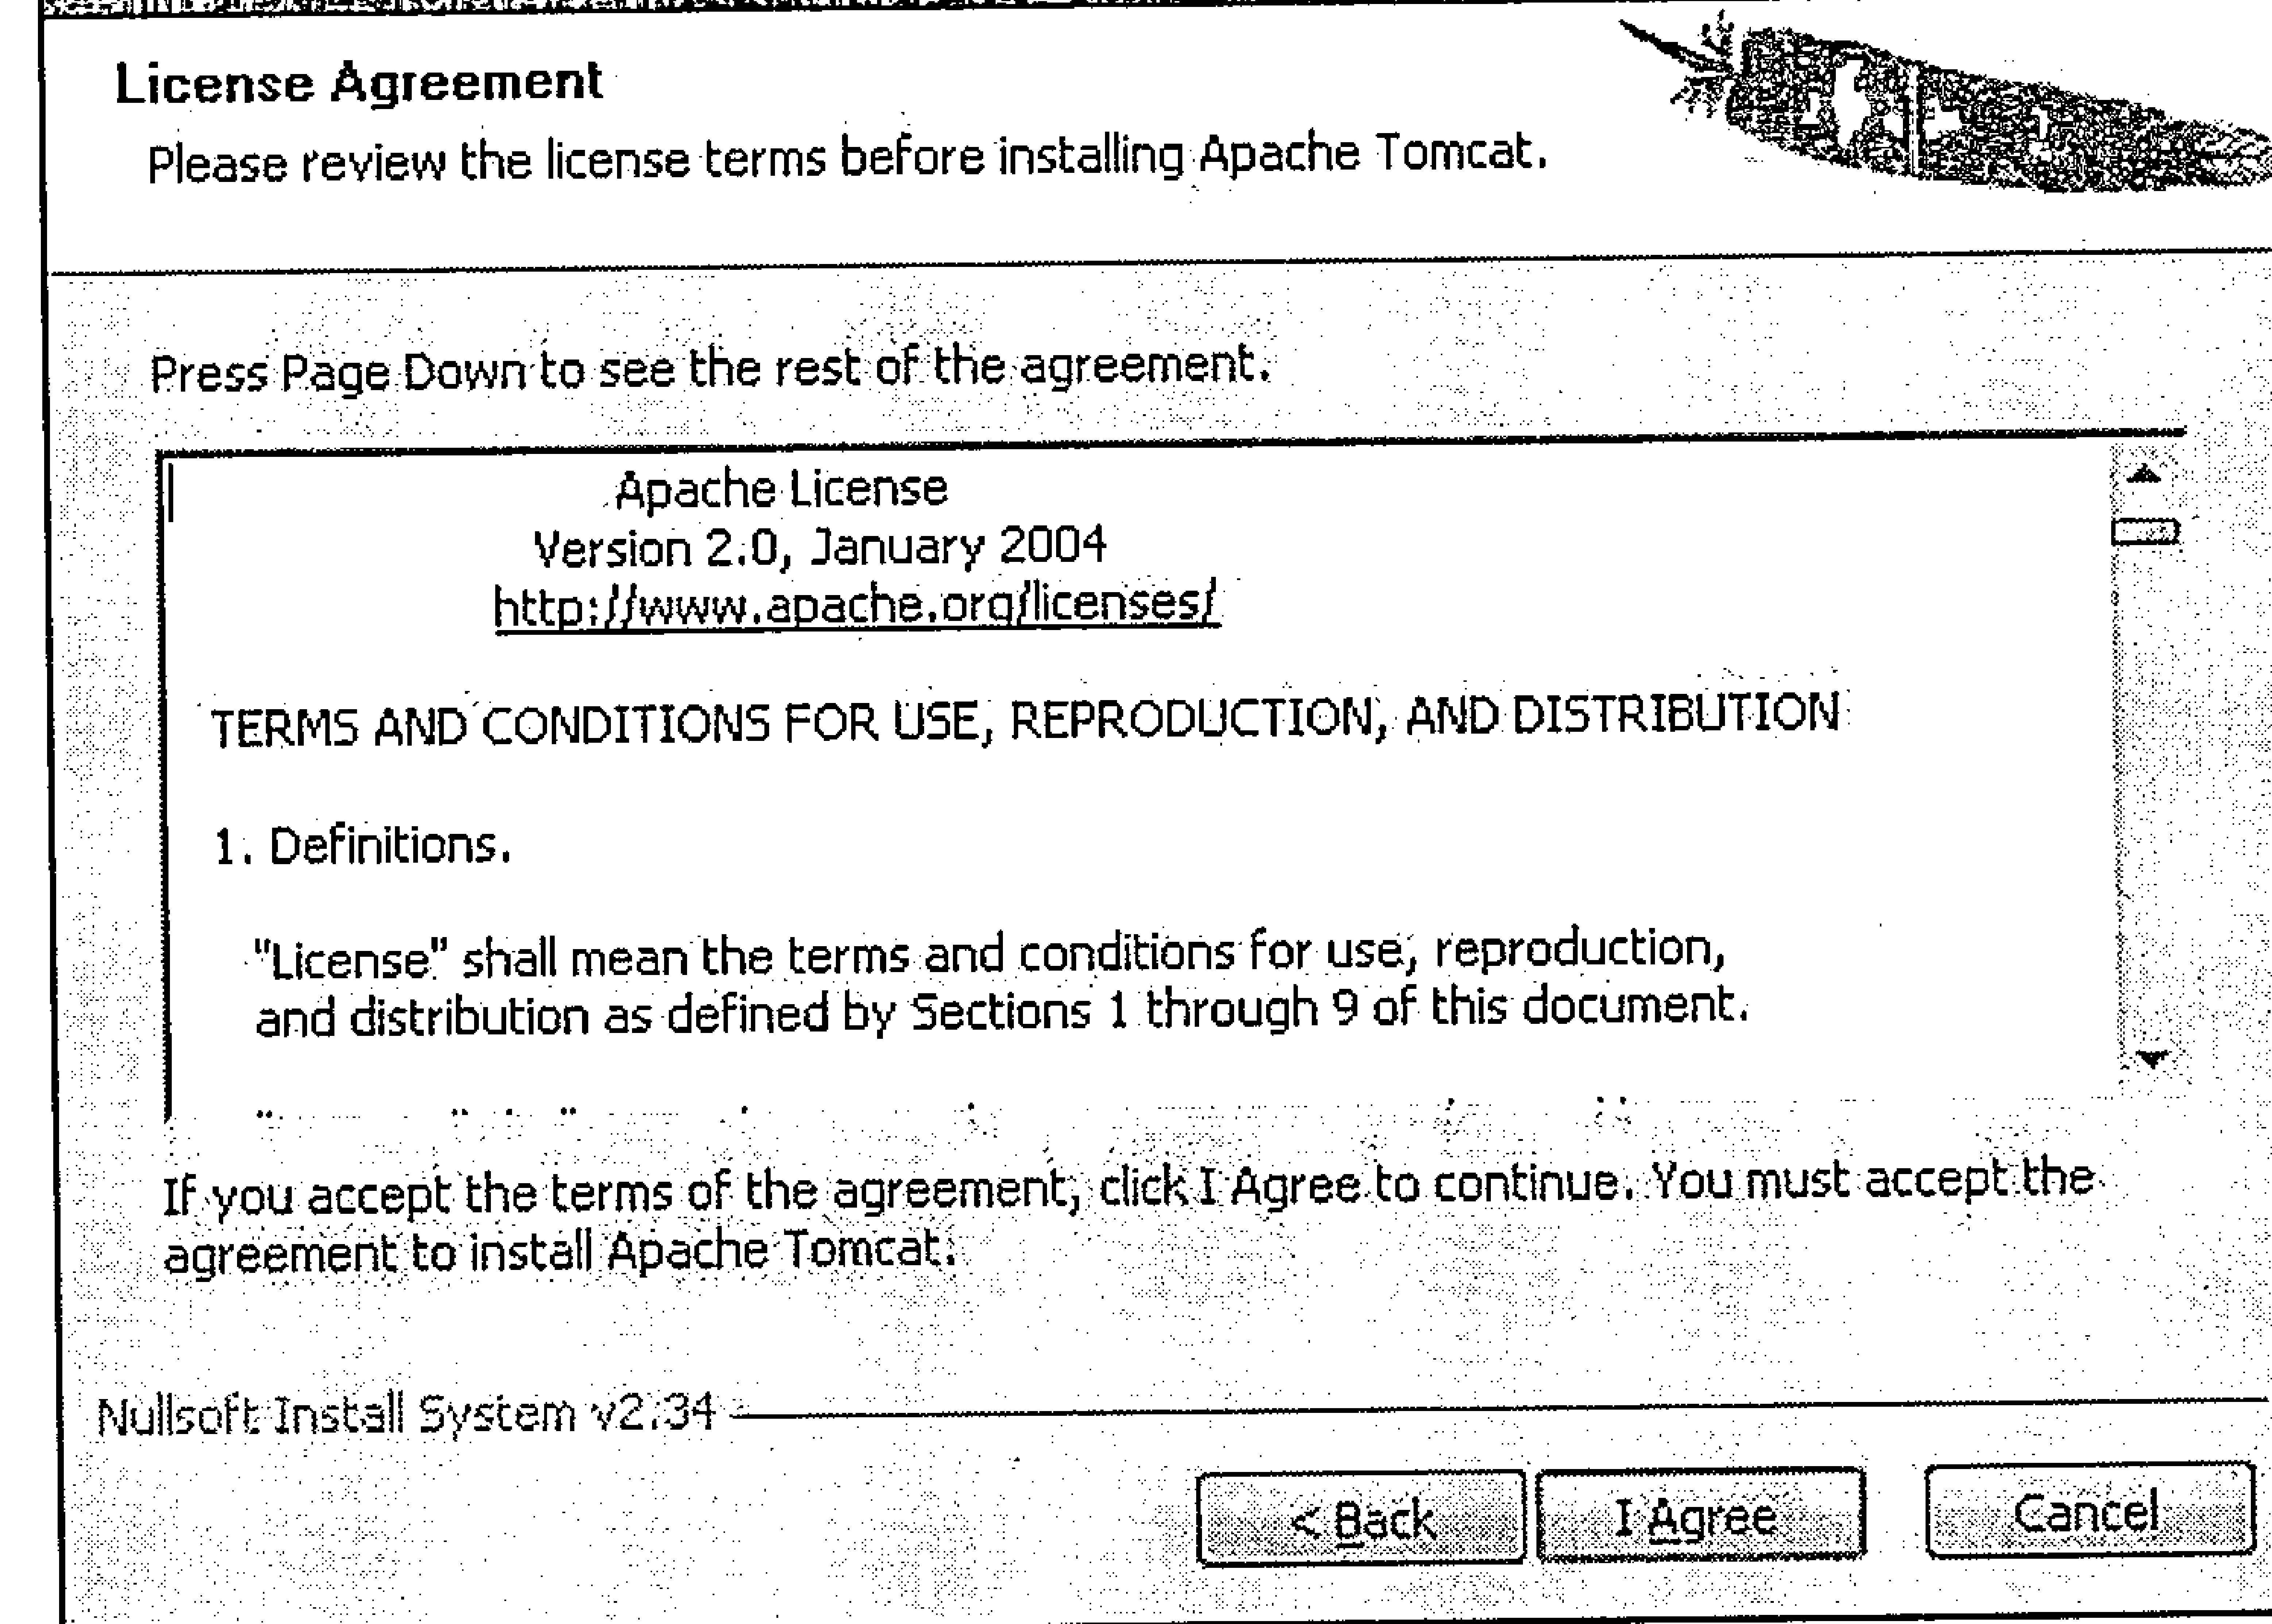 License Agreement
Please review the license terms before installing Apache Tomcat.
Press Page Down to see the rest of the agreement.
Apache License
Version 2.0, January 2004
http://www.apache.org/licenses/
TERMS AND CONDITIONS FOR USE, REPRODUCTION, AND DISTRIBUTION
1. Definitions.
"License" shall mean the terms and conditions for use, reproduction,
and distribution as defined by Sections 1 through 9 of this document.
If you accept the terms of the agreement, click I Agree to continue. You must accept the
agreement to install Apache Tomcat.
Nullsoft Install System v2.34
< Back
I Agree
Cancel